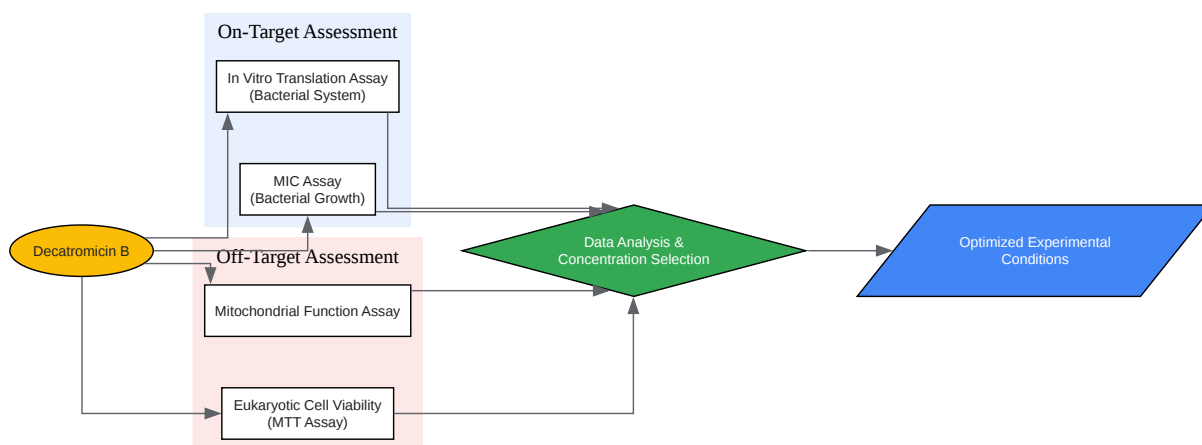 On-Target Assessment
In Vitro Translation Assay
(Bacterial System)
MIC Assay
(Bacterial Growth)
Decatromicin B
Off-Target Assessment
Mitochondrial Function Assay
Eukaryotic Cell Viability
(MTT Assay)
Data Analysis &
Concentration Selection
Optimized Experimental
Conditions